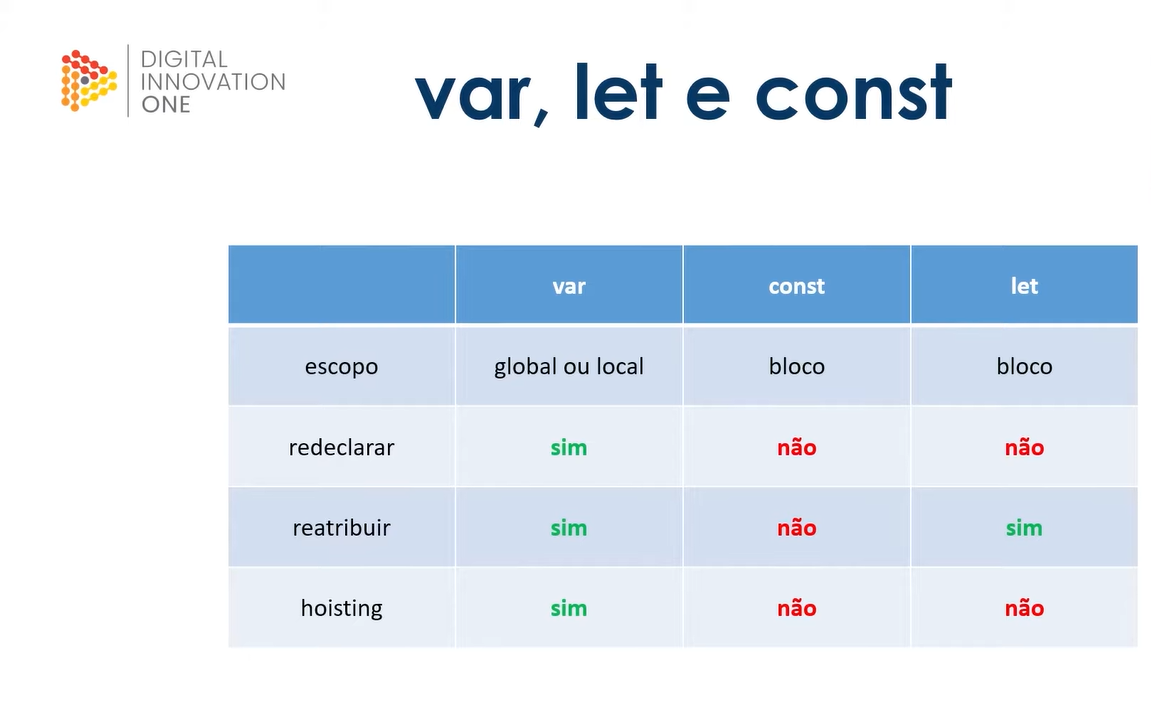 DIGITAL
INNOVATION
ONE
var, let e const
var const let
escopo global ou local bloco bloco
redeclarar sim não não
reatribuir sim não sim
hoisting sim não não